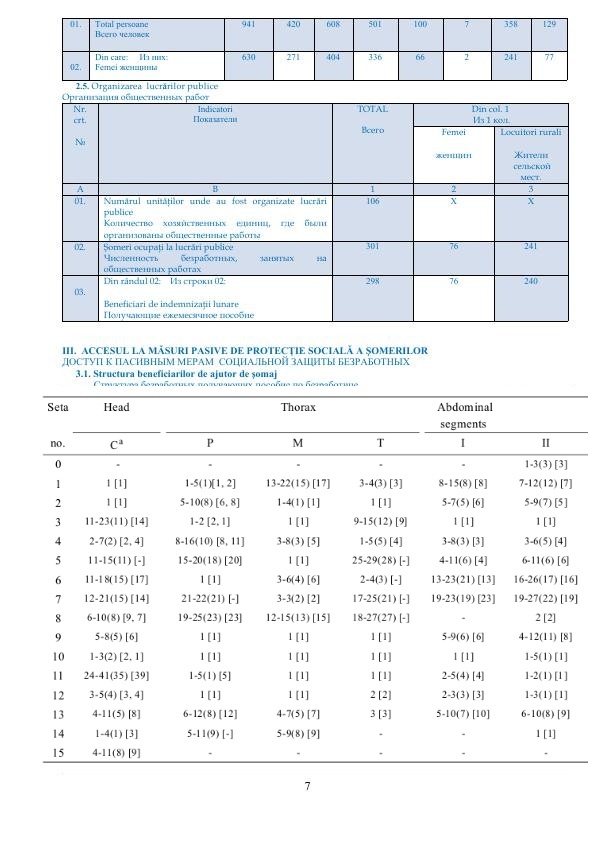 01. Total persoane 941 420 608 501 100 7 358 129
Всего человек
02. Din care: Из них: 630 271 404 336 66 2 241 77
Femei женщины
2.5. Organizarea lucrărilor publice
Организация общественных работ
Nr. crt. № Indicatori Показатели TOTAL Всего Din col. 1 Из 1 кол.
Femei женщин Locuitori rurali Жители сельской мест.
A B 1 2 3
01. Numărul unităților unde au fost organizate lucrări 106 X X
publice
Количество хозяйственных единиц, где были
организованы общественные работы
02. Șomeri ocupați la lucrări publice 301 76 241
Численность безработных, занятых на
общественных работах
03. Din rândul 02: Из строки 02: 298 76 240
Beneficiari de indemnizații lunare
Получающие ежемесячное пособие
III. ACCESUL LA MĂSURI PASIVE DE PROTECŢIE SOCIALĂ A ŞOMERILOR
ДОСТУП К ПАСИВНЫМ МЕРАМ СОЦИАЛЬНОЙ ЗАЩИТЫ БЕЗРАБОТНЫХ
3.1. Structura beneficiarilor de ajutor de şomaj
Структура безработных получающих пособие по безработице
Seta Head Thorax Abdominal
segments
no. Cª P M T I II
0 - - - - - 1-3(3) [3]
1 1 [1] 1-5(1)[1, 2] 13-22(15) [17] 3-4(3) [3] 8-15(8) [8] 7-12(12) [7]
2 1 [1] 5-10(8) [6, 8] 1-4(1) [1] 1 [1] 5-7(5) [6] 5-9(7) [5]
3 11-23(11) [14] 1-2 [2, 1] 1 [1] 9-15(12) [9] 1 [1] 1 [1]
4 2-7(2) [2, 4] 8-16(10) [8, 11] 3-8(3) [5] 1-5(5) [4] 3-8(3) [3] 3-6(5) [4]
5 11-15(11) [-] 15-20(18) [20] 1 [1] 25-29(28) [-] 4-11(6) [4] 6-11(6) [6]
6 11-18(15) [17] 1 [1] 3-6(4) [6] 2-4(3) [-] 13-23(21) [13] 16-26(17) [16]
7 12-21(15) [14] 21-22(21) [-] 3-3(2) [2] 17-25(21) [-] 19-23(19) [23] 19-27(22) [19]
8 6-10(8) [9, 7] 19-25(23) [23] 12-15(13) [15] 18-27(27) [-] - 2 [2]
9 5-8(5) [6] 1 [1] 1 [1] 1 [1] 5-9(6) [6] 4-12(11) [8]
10 1-3(2) [2, 1] 1 [1] 1 [1] 1 [1] 1 [1] 1-5(1) [1]
11 24-41(35) [39] 1-5(1) [5] 1 [1] 1 [1] 2-5(4) [4] 1-2(1) [1]
12 3-5(4) [3, 4] 1 [1] 1 [1] 2 [2] 2-3(3) [3] 1-3(1) [1]
13 4-11(5) [8] 6-12(8) [12] 4-7(5) [7] 3 [3] 5-10(7) [10] 6-10(8) [9]
14 1-4(1) [3] 5-11(9) [-] 5-9(8) [9] - - 1 [1]
15 4-11(8) [9] - - - - -
7